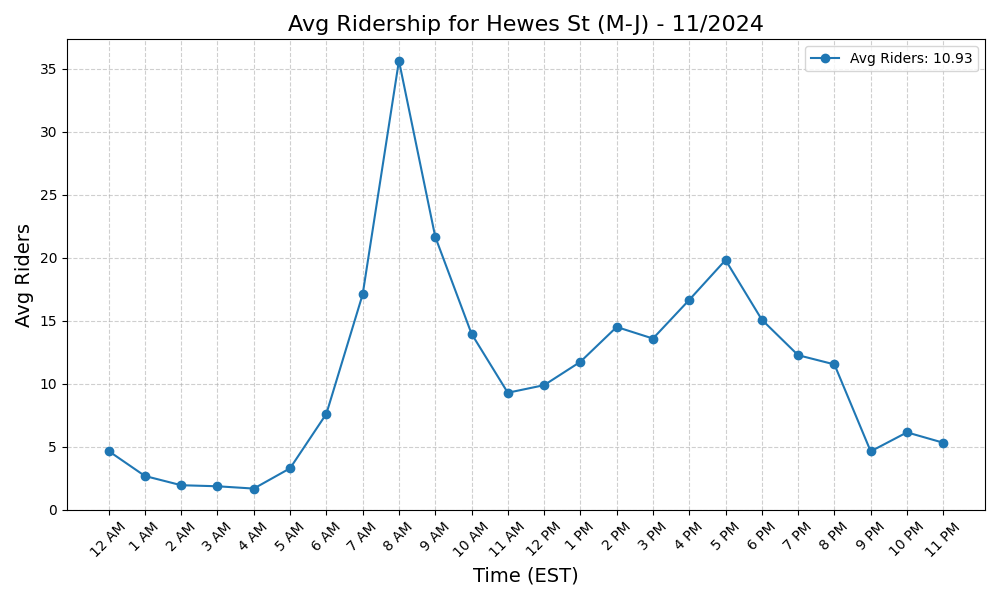 Avg Ridership for Hewes St (M-J) - 11/2024
Avg Riders: 10.93
Avg Riders
35
30
25
20
15
10
5
0
12 AM
1 AM
2 AM
3 AM
4 AM
5 AM
6 AM
7 AM
8 AM
9 AM
10 AM
11 AM
12 PM
1 PM
2 PM
3 PM
4 PM
5 PM
6 PM
7 PM
8 PM
9 PM
10 PM
11 PM
Time (EST)